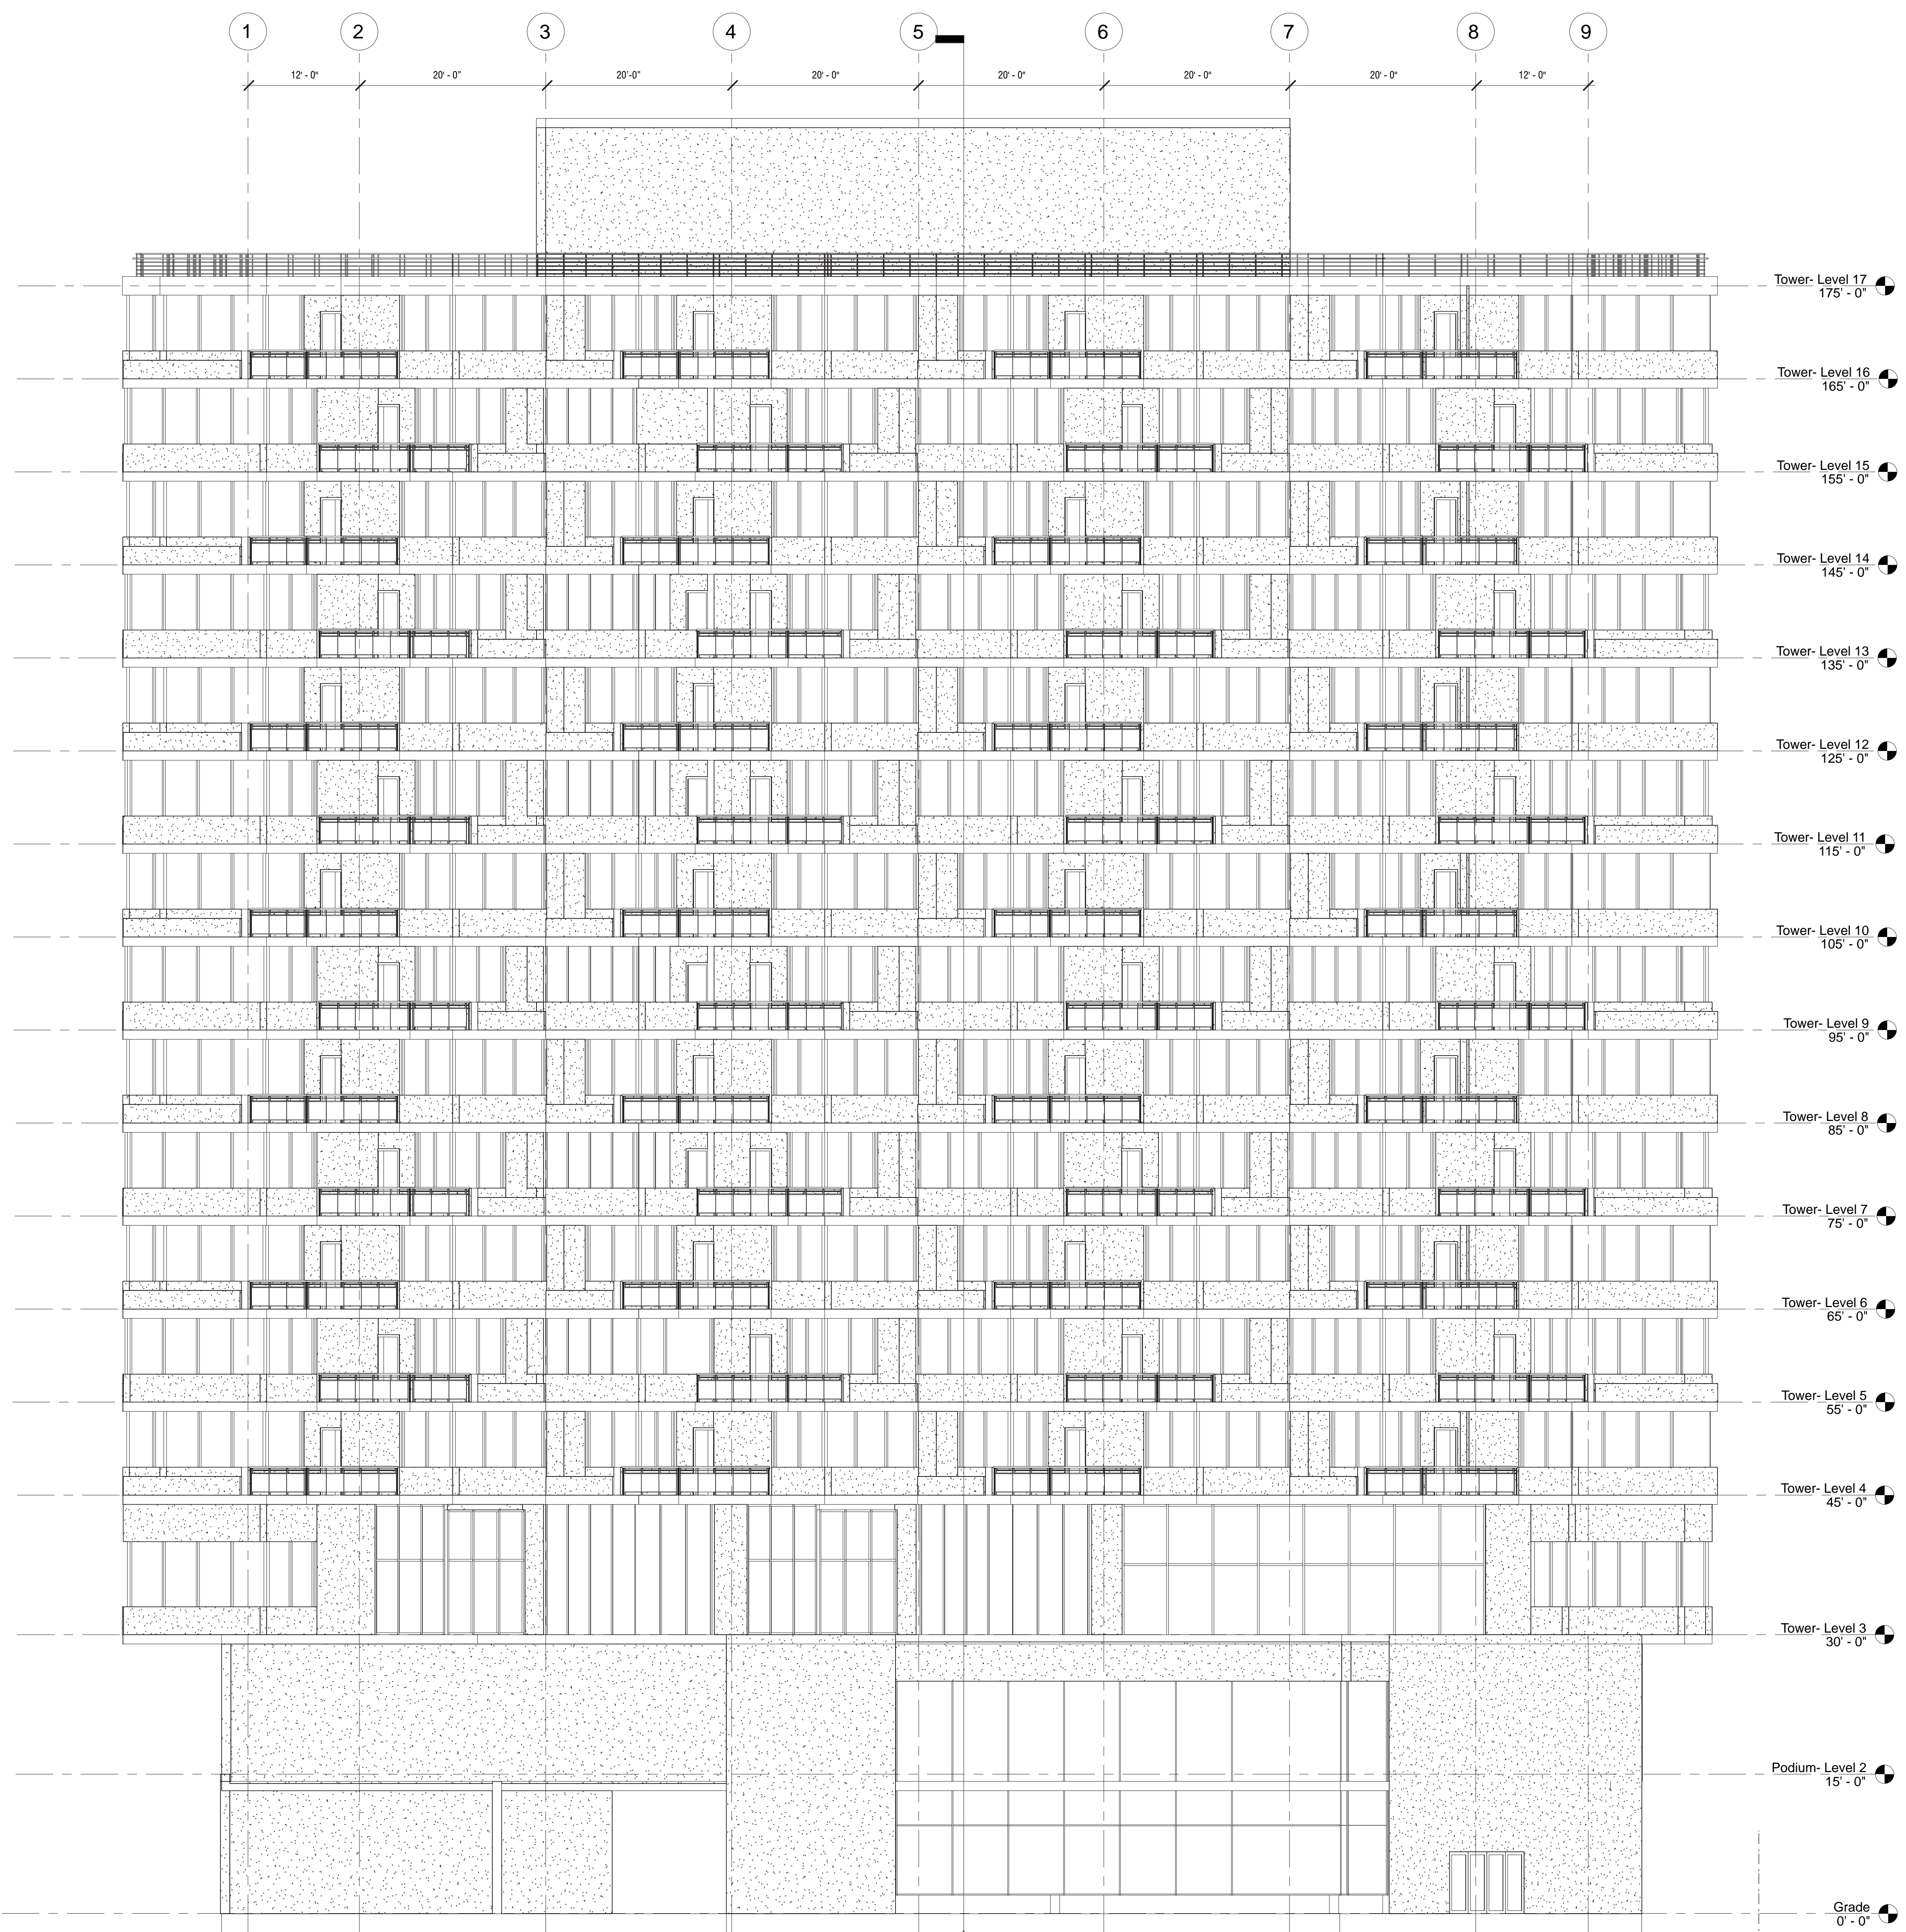 1 2 3 4 5 6 7 8 9
12' - 0" 20' - 0" 20'-0" 20' - 0" 20' - 0" 20' - 0" 20' - 0" 12' - 0"
Tower- Level 17
175' - 0"
Tower- Level 16
165' - 0"
Tower- Level 15
155' - 0"
Tower- Level 14
145' - 0"
Tower- Level 13
135' - 0"
Tower- Level 12
125' - 0"
Tower- Level 11
115' - 0"
Tower- Level 10
105' - 0"
Tower- Level 9
95' - 0"
Tower- Level 8
85' - 0"
Tower- Level 7
75' - 0"
Tower- Level 6
65' - 0"
Tower- Level 5
55' - 0"
Tower- Level 4
45' - 0"
Tower- Level 3
30' - 0"
Podium- Level 2
15' - 0"
Grade
0' - 0"